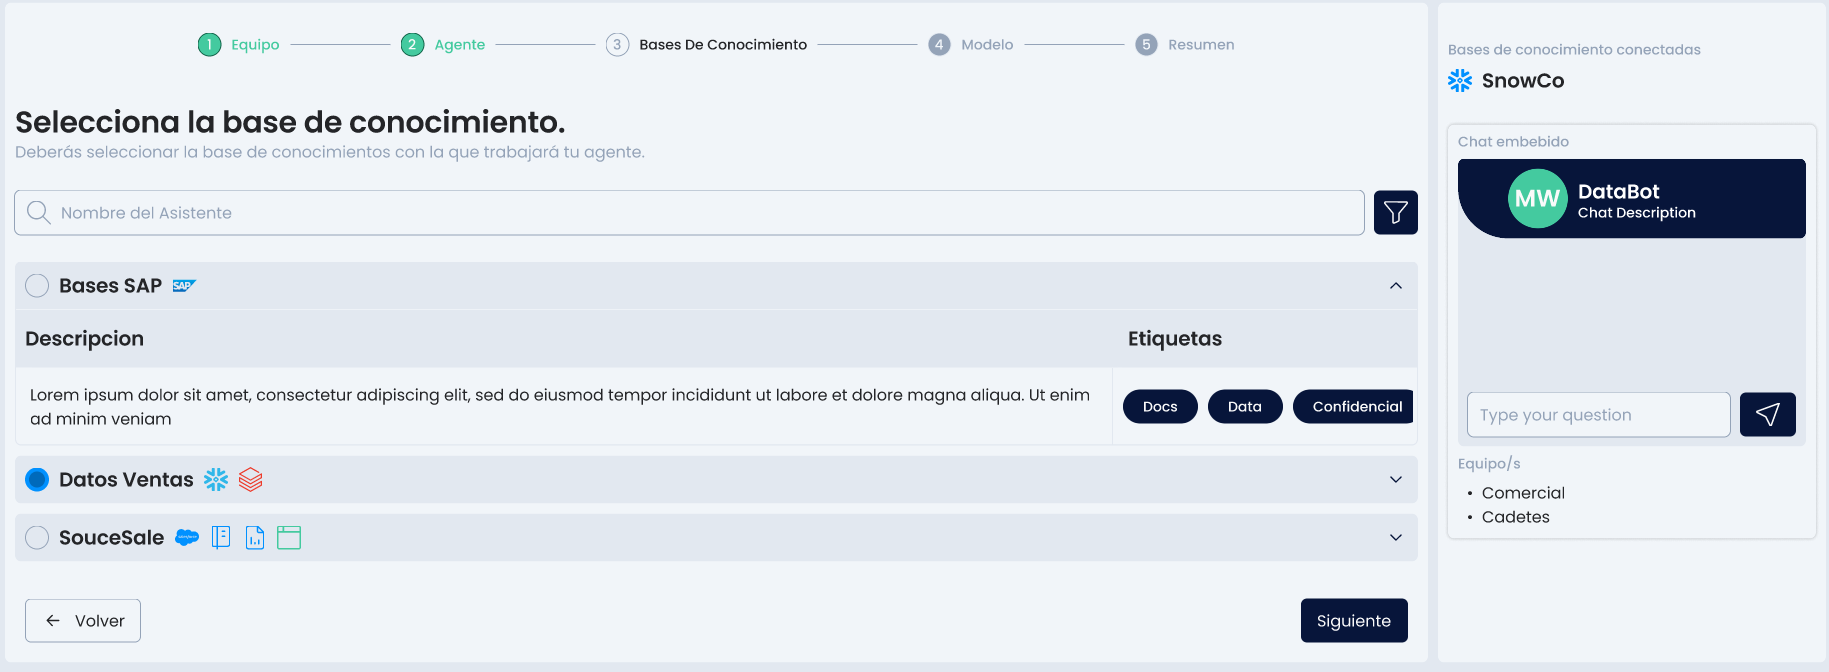 1 Equipo 2 Agente 3 Bases De Conocimiento 4 Modelo 5 Resumen
Selecciona la base de conocimiento.
Deberás seleccionar la base de conocimientos con la que trabajará tu agente.
Nombre del Asistente
Bases SAP SAP
Descripcion Etiquetas
Lorem ipsum dolor sit amet, consectetur adipiscing elit, sed do eiusmod tempor incididunt ut labore et dolore magna aliqua. Ut enim
ad minim veniam
Docs Data Confidencial
Datos Ventas
SouceSale
Volver Siguiente
Bases de conocimiento conectadas
SnowCo
Chat embebido
MW DataBot
Chat Description
Type your question
Equipo/s
• Comercial
• Cadetes